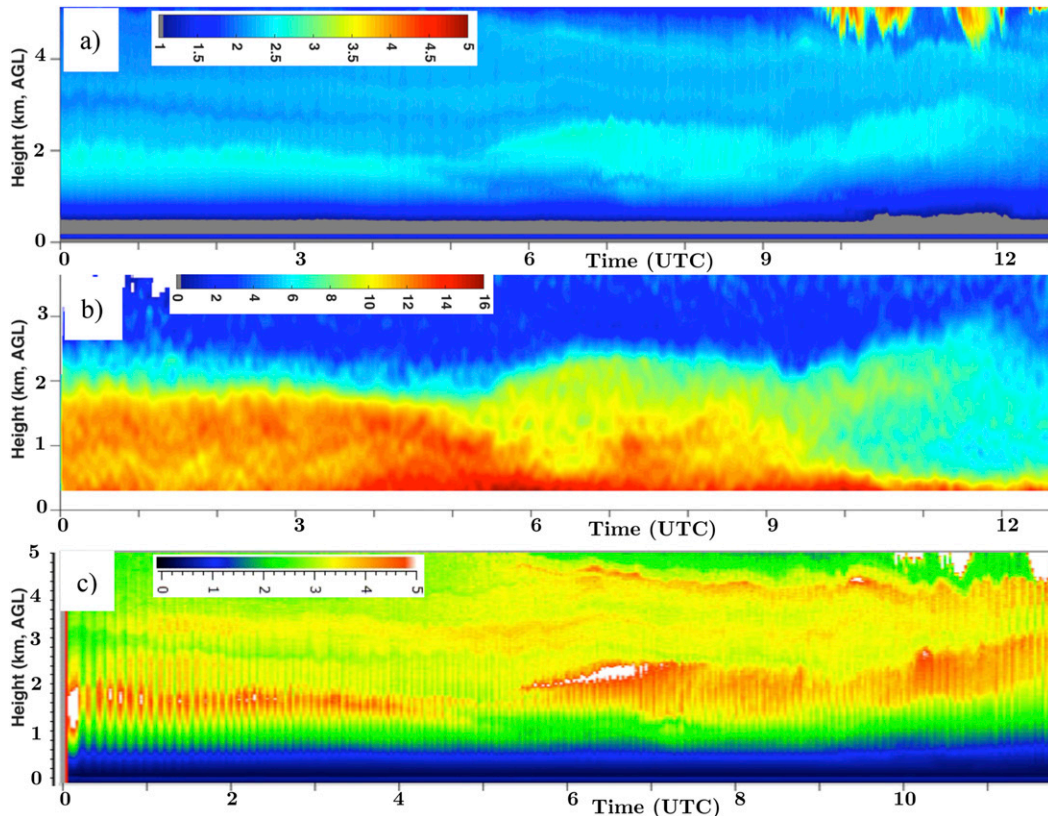 a)
1 1.5 2 2.5 3 3.5 4 4.5 5
Height (km, AGL)
4
2
0
0 3 6 9 12
Time (UTC)
b)
0 2 4 6 8 10 12 14 16
Height (km, AGL)
3
2
1
0
0 3 6 9 12
Time (UTC)
c)
0 1 2 3 4 5
Height (km, AGL)
5
4
3
2
1
0
0 2 4 6 8 10
Time (UTC)